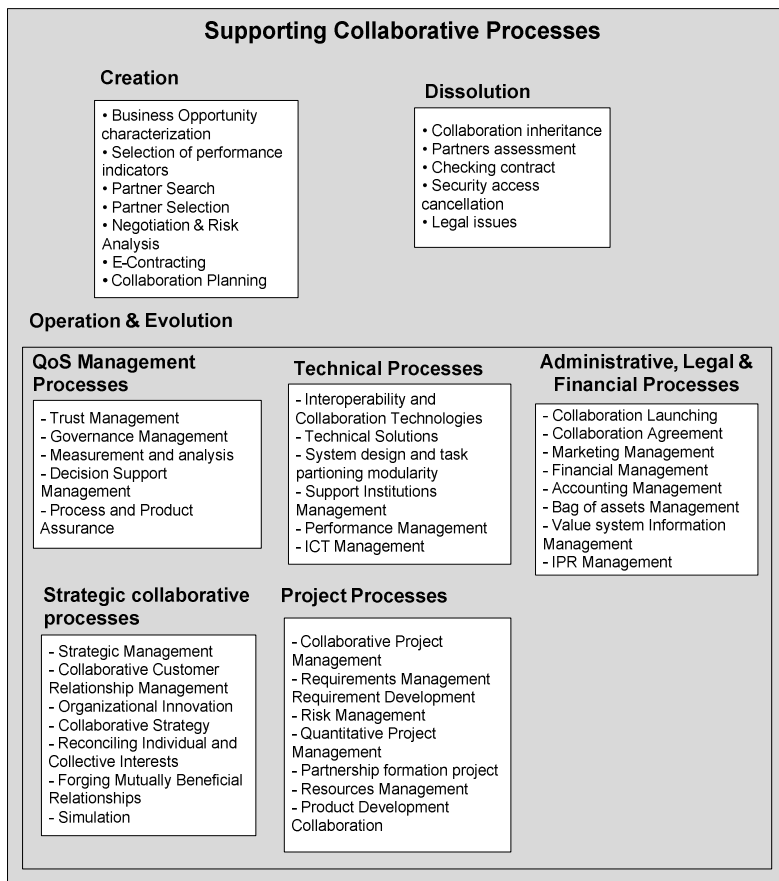 Supporting Collaborative Processes
Creation
• Business Opportunity
characterization
• Selection of performance
indicators
• Partner Search
• Partner Selection
• Negotiation & Risk
Analysis
• E-Contracting
• Collaboration Planning
Dissolution
• Collaboration inheritance
• Partners assessment
• Checking contract
• Security access
cancellation
• Legal issues
Operation & Evolution
QoS Management
Processes
- Trust Management
- Governance Management
- Measurement and analysis
- Decision Support
Management
- Process and Product
Assurance
Technical Processes
- Interoperability and
Collaboration Technologies
- Technical Solutions
- System design and task
partioning modularity
- Support Institutions
Management
- Performance Management
- ICT Management
Administrative, Legal &
Financial Processes
- Collaboration Launching
- Collaboration Agreement
- Marketing Management
- Financial Management
- Accounting Management
- Bag of assets Management
- Value system Information
Management
- IPR Management
Strategic collaborative
processes
- Strategic Management
- Collaborative Customer
Relationship Management
- Organizational Innovation
- Collaborative Strategy
- Reconciling Individual and
Collective Interests
- Forging Mutually Beneficial
Relationships
- Simulation
Project Processes
- Collaborative Project
Management
- Requirements Management
Requirement Development
- Risk Management
- Quantitative Project
Management
- Partnership formation project
- Resources Management
- Product Development
Collaboration